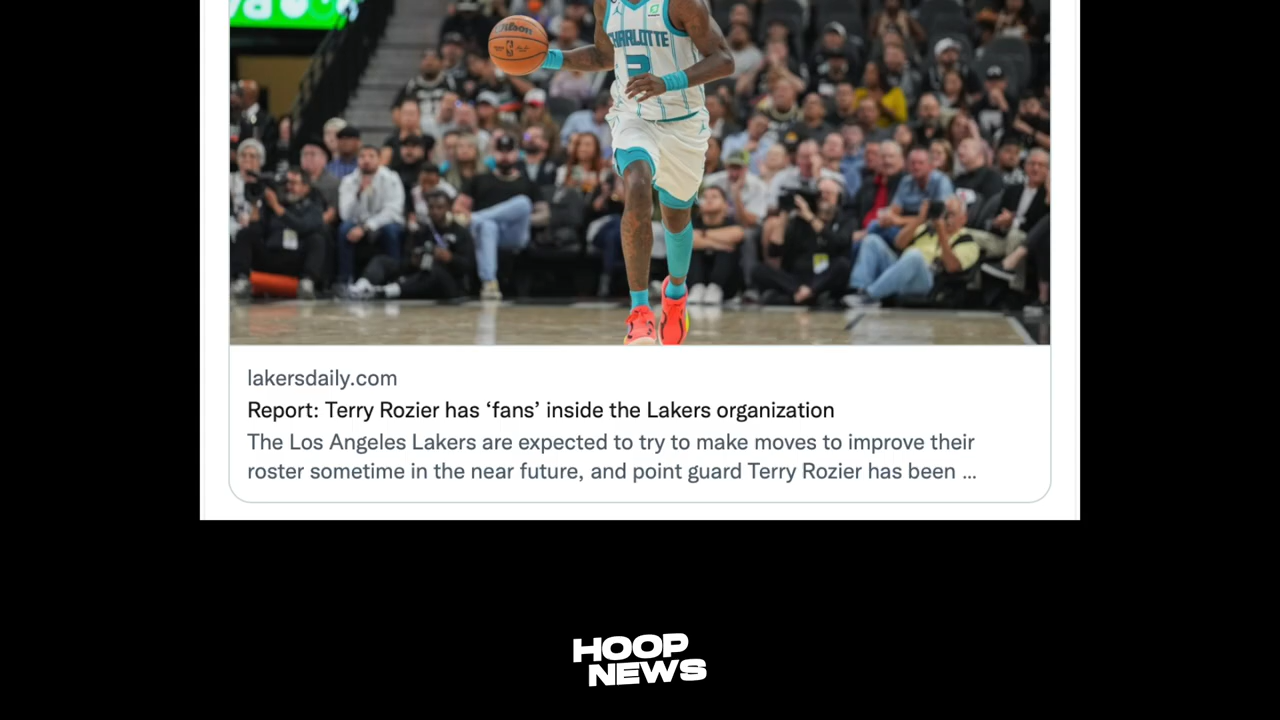 Wilson
CHARLOTTE
lakersdaily.com
Report: Terry Rozier has ‘fans’ inside the Lakers organization
The Los Angeles Lakers are expected to try to make moves to improve their
roster sometime in the near future, and point guard Terry Rozier has been ...
HOOP
NEWS